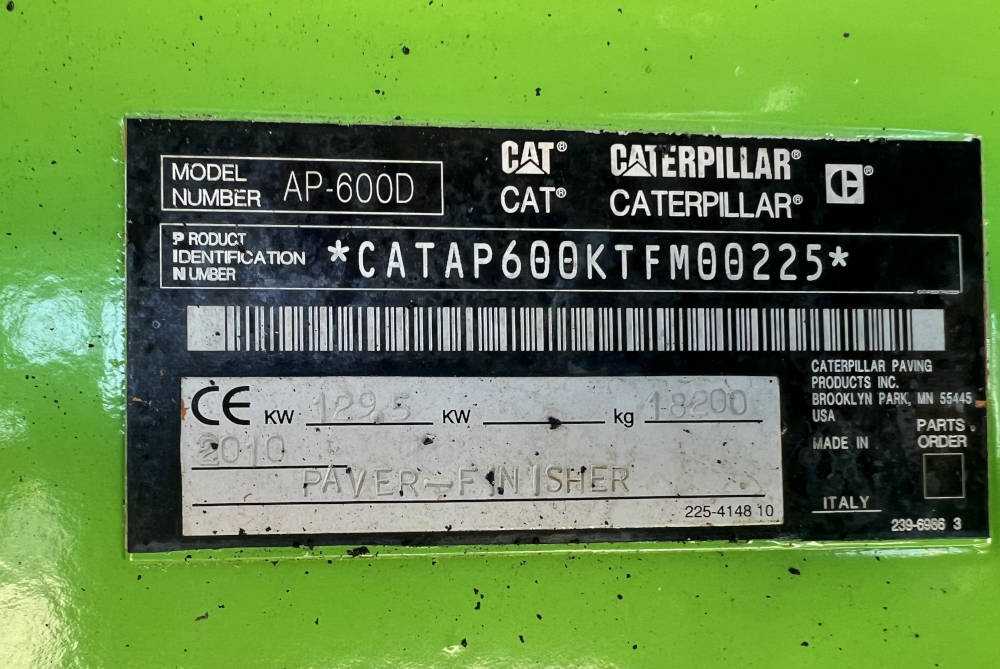 MODEL
NUMBER AP-600D
CAT® CATERPILLAR® C®
CAT® CATERPILLAR®
PRODUCT
IDENTIFICATION
NUMBER *CATAP600KTFM00225*
CATERPILLAR PAVING
PRODUCTS INC.
BROOKLYN PARK, MN 55445
USA
CE KW 129,5 KW kg 18200
2010
PAVER-FINISHER
225-4148 10
MADE IN
ITALY
PARTS
ORDER
239-6986 3